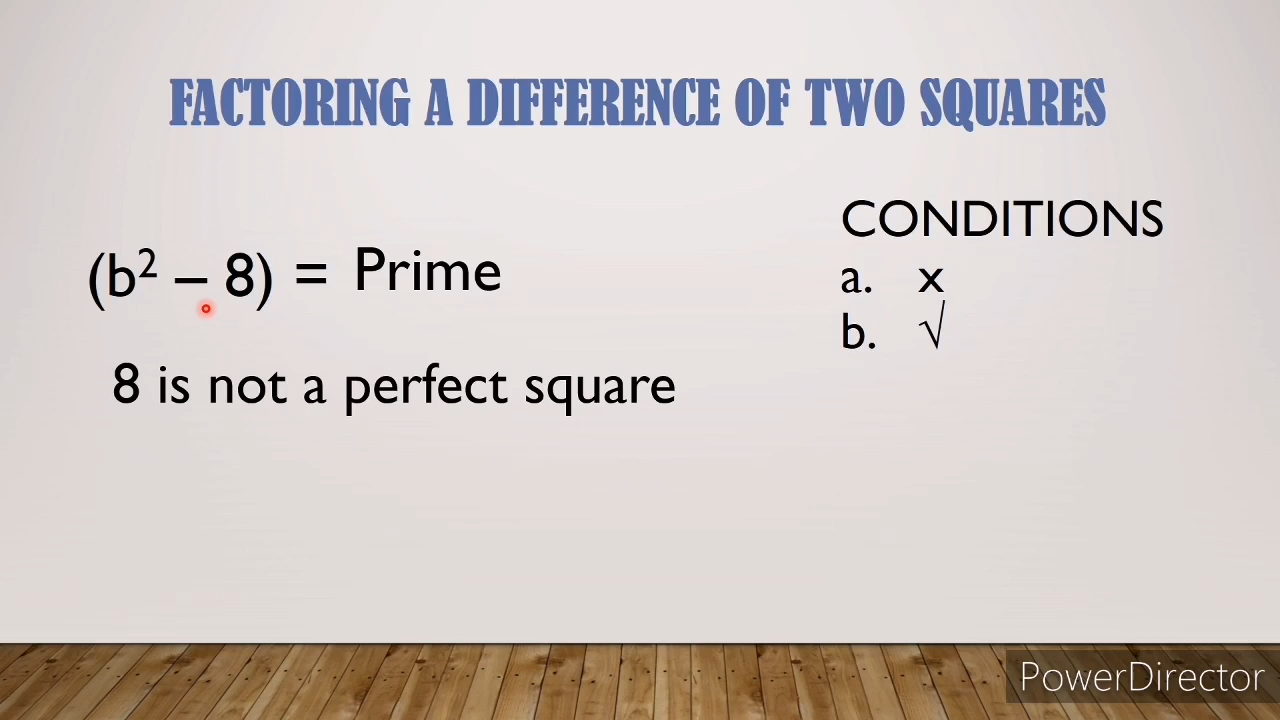 FACTORING A DIFFERENCE OF TWO SQUARES
(b² – 8) = Prime
8 is not a perfect square
CONDITIONS
a. x
b. √
PowerDirector